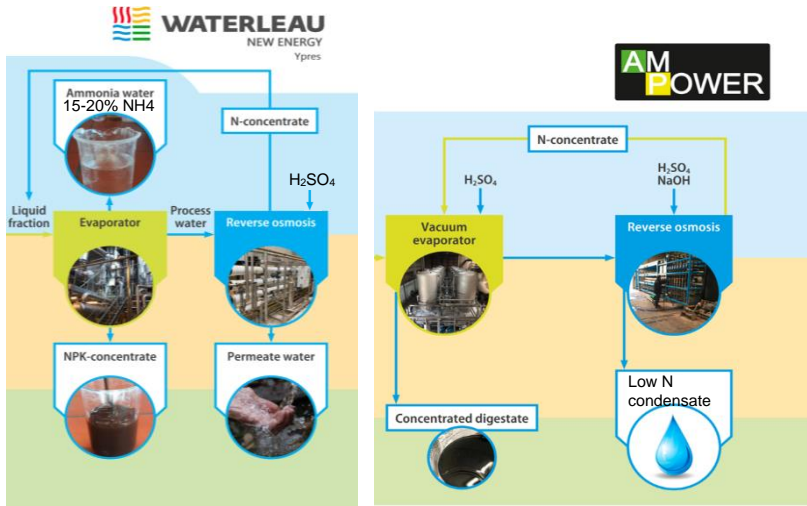 WATERLEAU
NEW ENERGY
Ypres
Ammonia water
15-20% NH4
N-concentrate
H₂SO₄
Liquid
fraction
Evaporator
Process
water
Reverse osmosis
NPK-concentrate
Permeate water
AM
POWER
N-concentrate
H₂SO₄
H₂SO₄
NaOH
Vacuum
evaporator
Reverse osmosis
Concentrated digestate
Low N
condensate